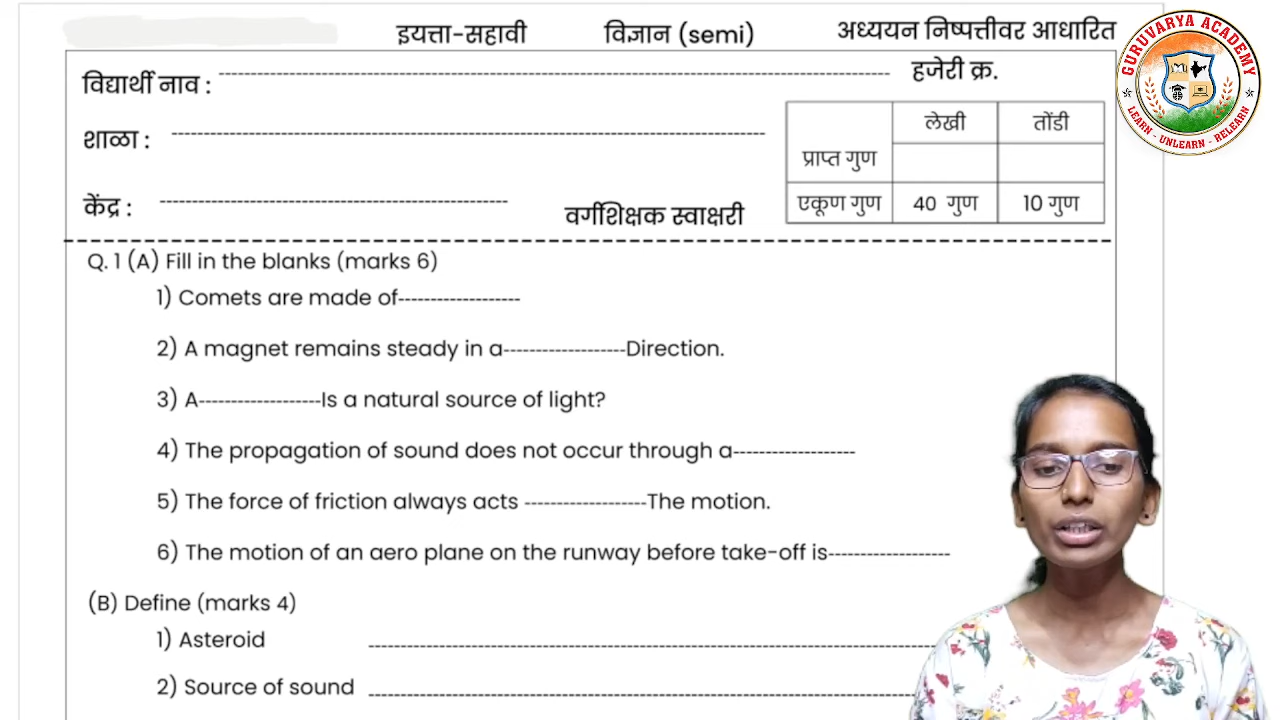 इयत्ता-सहावी विज्ञान (semi) अध्ययन निष्पत्तीवर आधारित
GURUVARYA ACADEMY
LEARN - UNLEARN - RELEARN
विद्यार्थी नाव : ---------- हजेरी क्र.
शाळा : ----------
लेखी तोंडी
प्राप्त गुण
केंद्र : ----------
एकूण गुण 40 गुण 10 गुण
वर्गशिक्षक स्वाक्षरी
Q. 1 (A) Fill in the blanks (marks 6)
1) Comets are made of-------------------
2) A magnet remains steady in a-------------------Direction.
3) A-------------------Is a natural source of light?
4) The propagation of sound does not occur through a-------------------
5) The force of friction always acts -------------------The motion.
6) The motion of an aero plane on the runway before take-off is-------------------
(B) Define (marks 4)
1) Asteroid ----------
2) Source of sound ----------